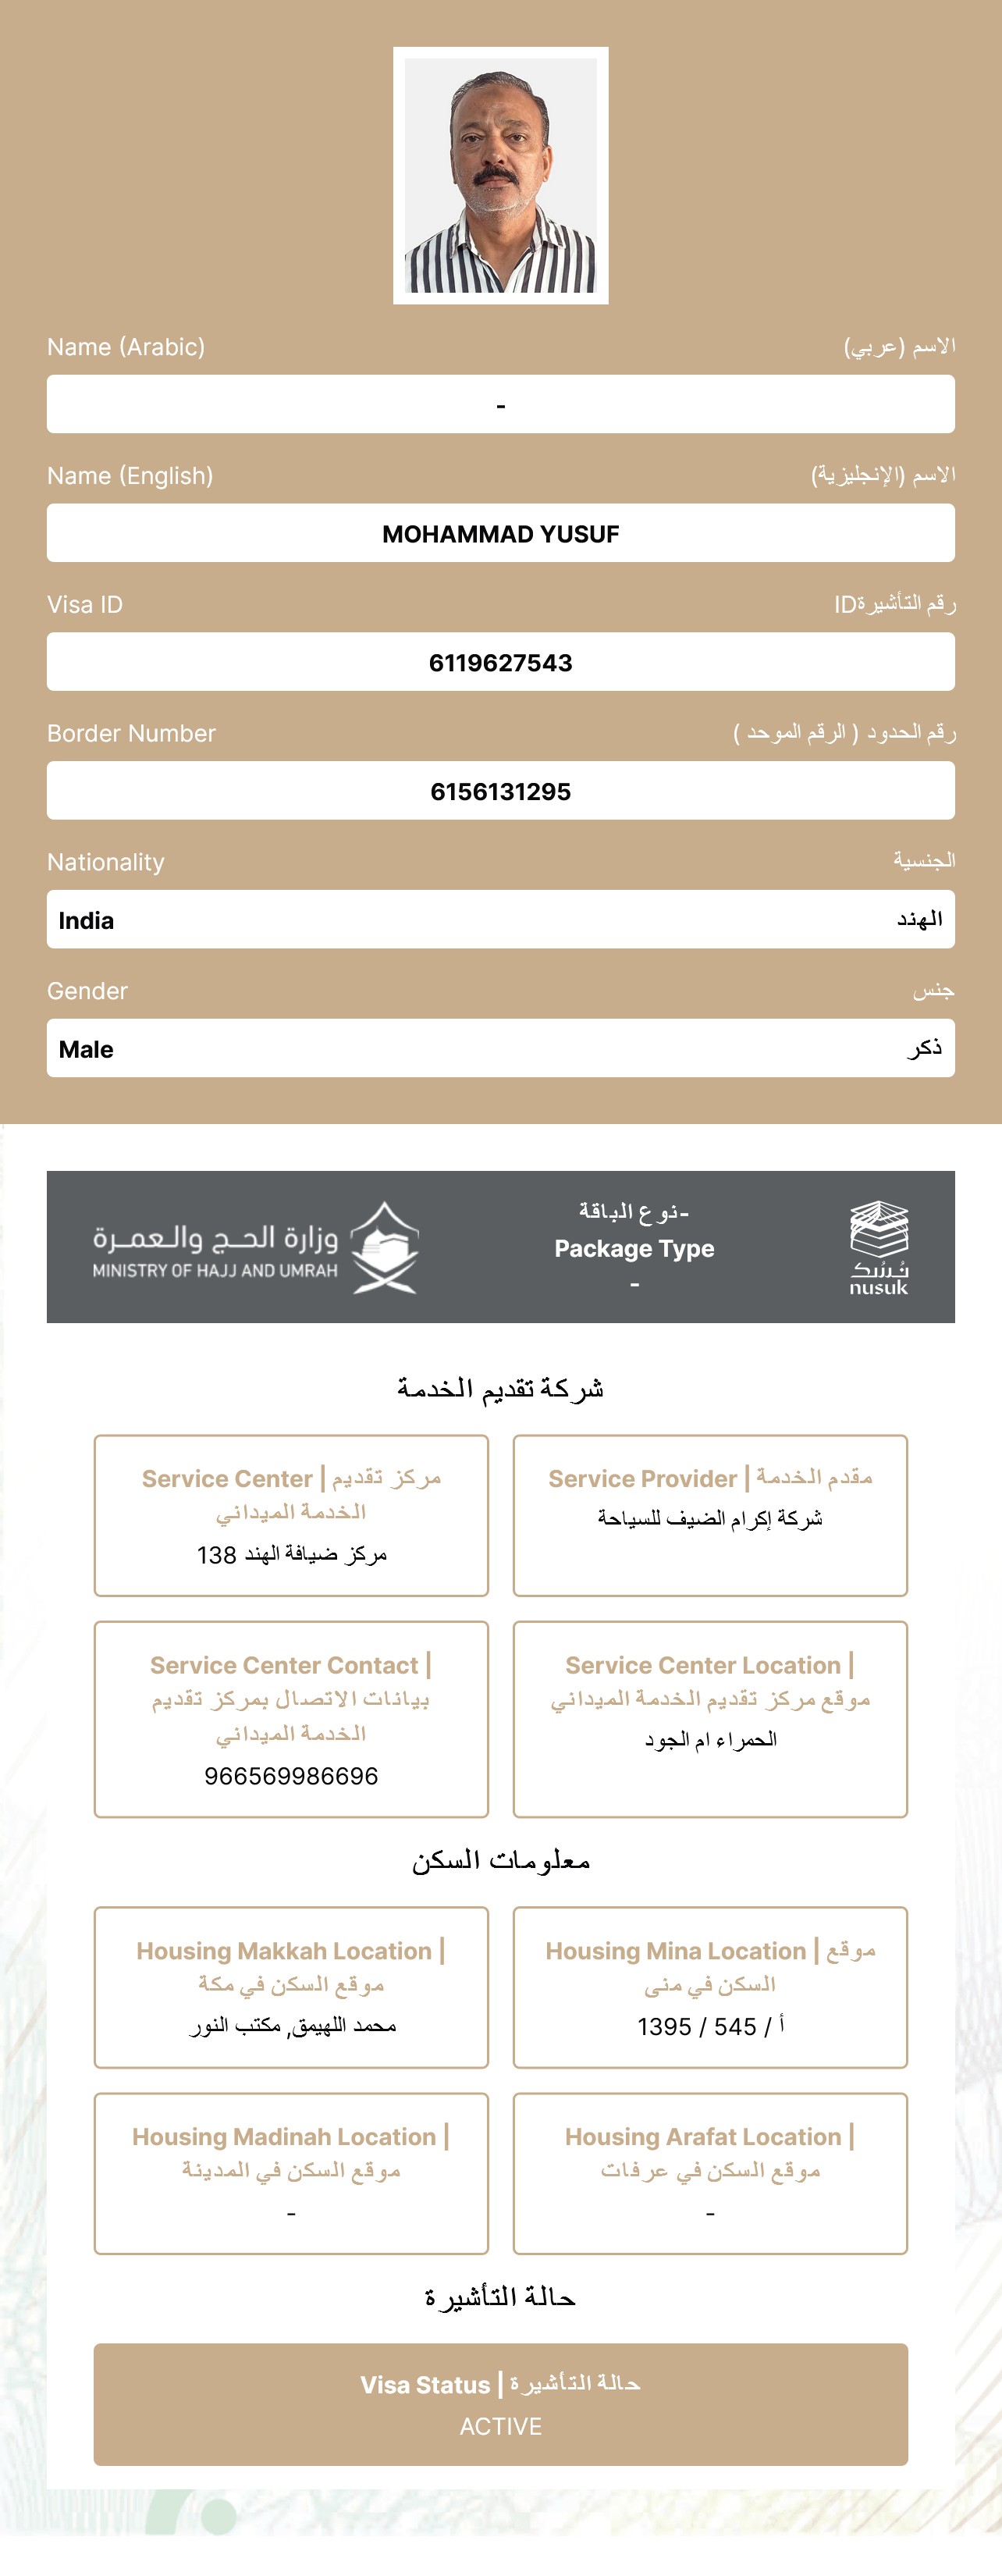 Name (Arabic) الاسم (عربي)
-
Name (English) الاسم (الإنجليزية)
MOHAMMAD YUSUF
Visa ID رقم التأشيرةID
6119627543
Border Number رقم الحدود ( الرقم الموحد )
6156131295
Nationality الجنسية
India الهند
Gender جنس
Male ذكر
وزارة الحج والعمرة
MINISTRY OF HAJJ AND UMRAH
-نوع الباقة
Package Type
-
نُسُك
nusuk
شركة تقديم الخدمة
Service Center | مركز تقديم
الخدمة الميداني
مركز ضيافة الهند 138
Service Provider | مقدم الخدمة
شركة إكرام الضيف للسياحة
Service Center Contact |
بيانات الاتصال بمركز تقديم
الخدمة الميداني
966569986696
Service Center Location |
موقع مركز تقديم الخدمة الميداني
الحمراء ام الجود
معلومات السكن
Housing Makkah Location |
موقع السكن في مكة
محمد اللهيمق, مكتب النور
Housing Mina Location | موقع
السكن في منى
أ / 545 / 1395
Housing Madinah Location |
موقع السكن في المدينة
-
Housing Arafat Location |
موقع السكن في عرفات
-
حالة التأشيرة
Visa Status | حالة التأشيرة
ACTIVE